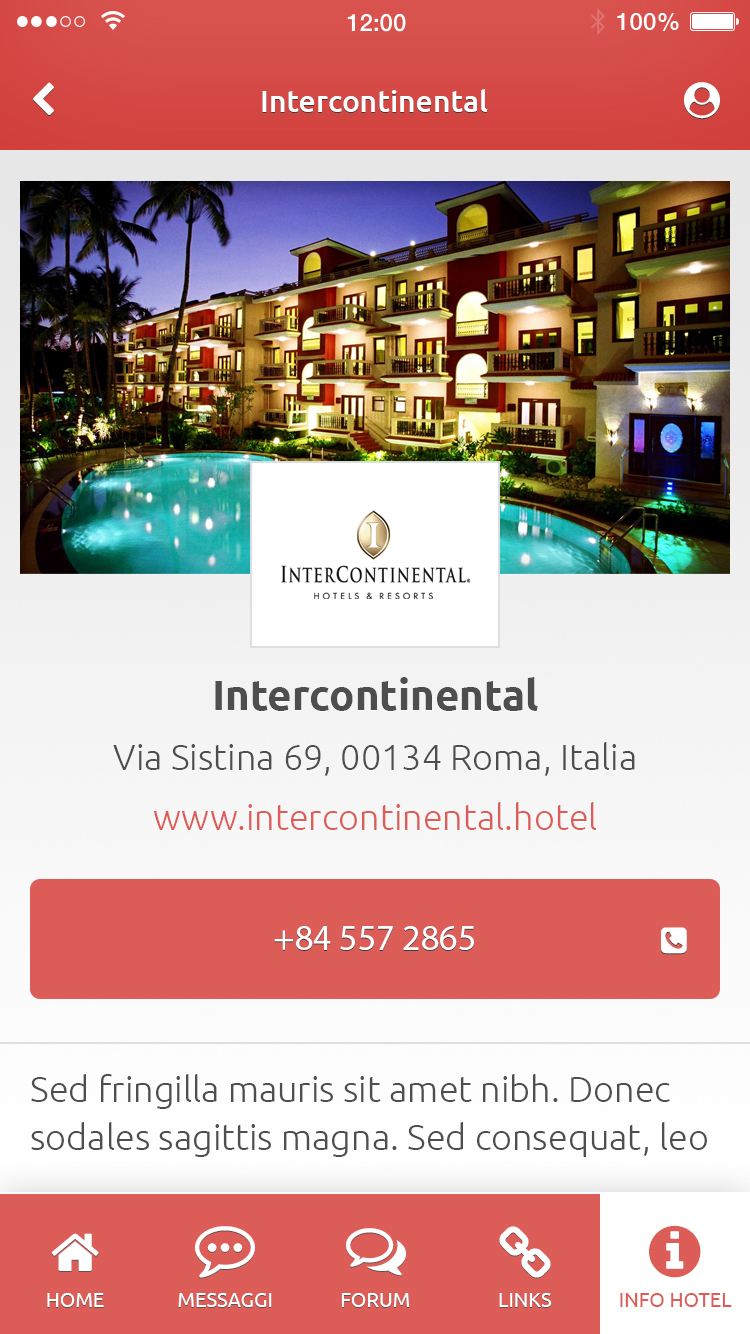 12:00
100%
Intercontinental
I
INTERCONTINENTAL®
HOTELS & RESORTS
Intercontinental
Via Sistina 69, 00134 Roma, Italia
www.intercontinental.hotel
+84 557 2865
Sed fringilla mauris sit amet nibh. Donec
sodales sagittis magna. Sed consequat, leo
HOME
MESSAGGI
FORUM
LINKS
INFO HOTEL